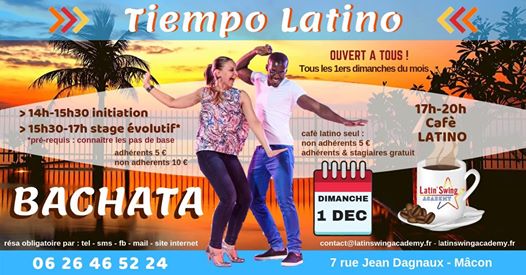 Tiempo Latino
OUVERT A TOUS !
Tous les 1ers dimanches du mois
> 14h-15h30 initiation
> 15h30-17h stage évolutif*
*pré-requis : connaitre les pas de base
adhérents 5 €
non adhérents 10 €
café latino seul :
non adhérents 5 €
adhérents & stagiaires gratuit
17h-20h
Cafè
LATINO
BACHATA
DIMANCHE
1 DEC
Latin'Swing
ACADEMY
résa obligatoire par : tel - sms - fb - mail - site internet
contact@latinswingacademy.fr - latinswingacademy.fr
06 26 46 52 24
7 rue Jean Dagnaux - Mâcon